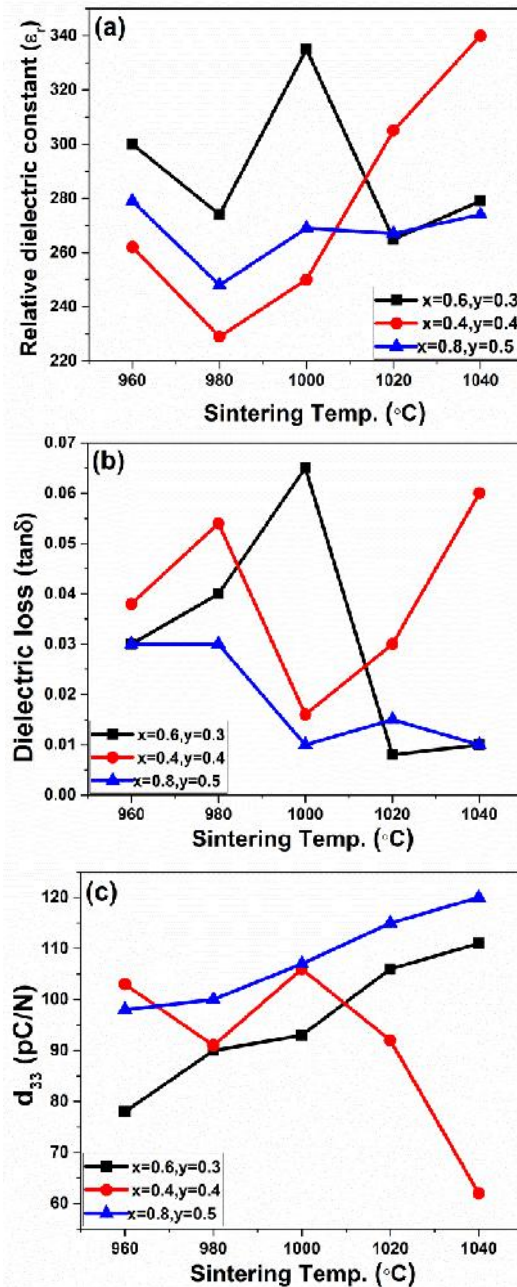 (a)
Relative dielectric constant (εr)
340
320
300
280
260
240
220
x=0.6,y=0.3
x=0.4,y=0.4
x=0.8,y=0.5
960 980 1000 1020 1040
Sintering Temp. (°C)
(b)
Dielectric loss (tanδ)
0.07
0.06
0.05
0.04
0.03
0.02
0.01
0.00
x=0.6,y=0.3
x=0.4,y=0.4
x=0.8,y=0.5
960 980 1000 1020 1040
Sintering Temp. (°C)
(c)
d33 (pC/N)
120
110
100
90
80
70
60
x=0.6,y=0.3
x=0.4,y=0.4
x=0.8,y=0.5
960 980 1000 1020 1040
Sintering Temp. (°C)